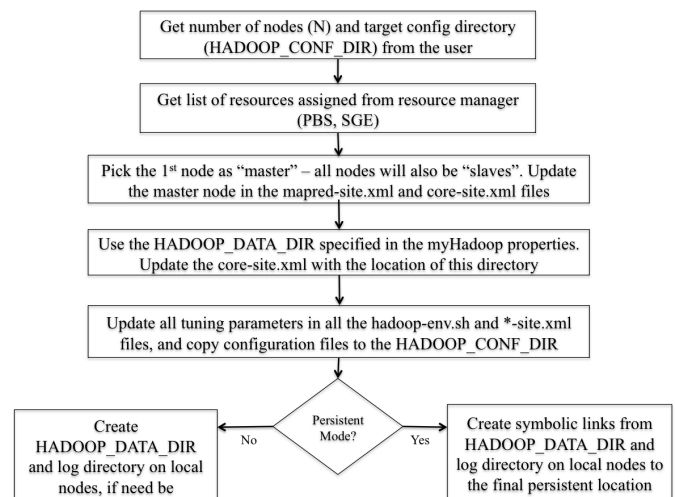 Get number of nodes (N) and target config directory
(HADOOP_CONF_DIR) from the user
Get list of resources assigned from resource manager
(PBS, SGE)
Pick the 1st node as “master” – all nodes will also be “slaves”. Update
the master node in the mapred-site.xml and core-site.xml files
Use the HADOOP_DATA_DIR specified in the myHadoop properties.
Update the core-site.xml with the location of this directory
Update all tuning parameters in all the hadoop-env.sh and *-site.xml
files, and copy configuration files to the HADOOP_CONF_DIR
Persistent
Mode?
No
Yes
Create
HADOOP_DATA_DIR
and log directory on local
nodes, if need be
Create symbolic links from
HADOOP_DATA_DIR and
log directory on local nodes to
the final persistent location